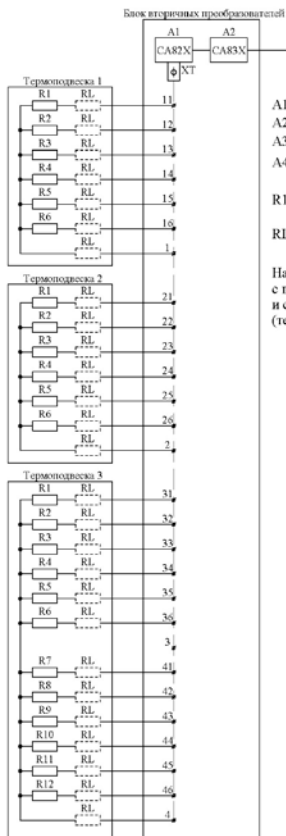 Блок вторичных преобразователей
A1 A2
CA82X CA83X
XT
Термоподвеска 1
R1 RL 11
R2 RL 12
R3 RL 13
R4 RL 14
R5 RL 15
R6 RL 16
RL 1
Термоподвеска 2
R1 RL 21
R2 RL 22
R3 RL 23
R4 RL 24
R5 RL 25
R6 RL 26
RL 2
Термоподвеска 3
R1 RL 31
R2 RL 32
R3 RL 33
R4 RL 34
R5 RL 35
R6 RL 36
3
R7 RL 41
R8 RL 42
R9 RL 43
R10 RL 44
R11 RL 45
R12 RL 46
RL 4
A1
A2
A3
A4
R1
RL
На
с п
и с
(те